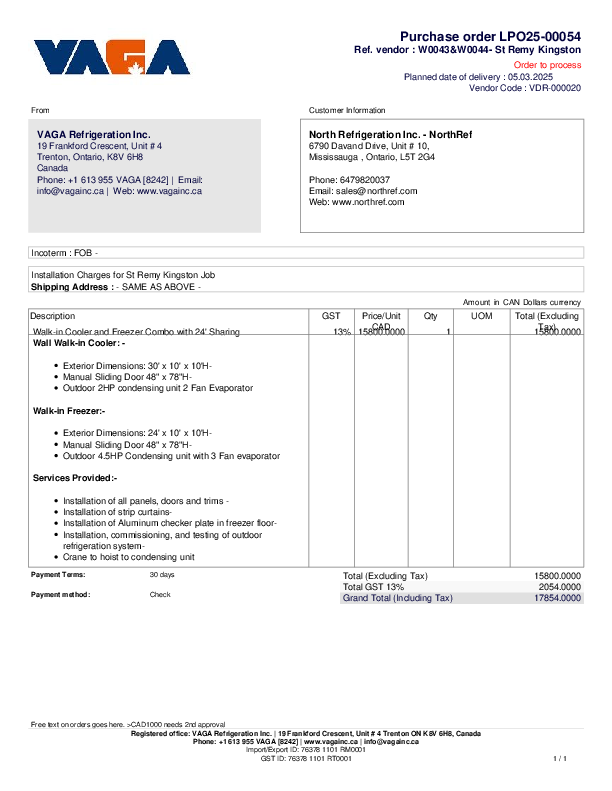 VAGA
Purchase order LPO25-00054
Ref. vendor : W0043&W0044- St Remy Kingston
Order to process
Planned date of delivery : 05.03.2025
Vendor Code : VDR-000020
From
Customer Information
VAGA Refrigeration Inc.
19 Frankford Crescent, Unit # 4
Trenton, Ontario, K8V 6H8
Canada
Phone: +1 613 955 VAGA [8242] | Email:
info@vagainc.ca | Web: www.vagainc.ca
North Refrigeration Inc. - NorthRef
6790 Davand Drive, Unit # 10,
Mississauga , Ontario, L5T 2G4
Phone: 6479820037
Email: sales@northref.com
Web: www.northref.com
Incoterm : FOB -
Installation Charges for St Remy Kingston Job
Shipping Address : - SAME AS ABOVE -
Amount in CAN Dollars currency
Description GST Price/Unit CAD Qty UOM Total (Excluding Tax)
Walk-in Cooler and Freezer Combo with 24' Sharing 13% 15800.0000 1 15800.0000
Wall Walk-in Cooler: -
• Exterior Dimensions: 30' x 10' x 10'H-
• Manual Sliding Door 48" x 78"H-
• Outdoor 2HP condensing unit 2 Fan Evaporator
Walk-in Freezer:-
• Exterior Dimensions: 24' x 10' x 10'H-
• Manual Sliding Door 48" x 78"H-
• Outdoor 4.5HP Condensing unit with 3 Fan evaporator
Services Provided:-
• Installation of all panels, doors and trims -
• Installation of strip curtains-
• Installation of Aluminum checker plate in freezer floor-
• Installation, commissioning, and testing of outdoor
refrigeration system-
• Crane to hoist to condensing unit
Payment Terms: 30 days
Payment method: Check
Total (Excluding Tax) 15800.0000
Total GST 13% 2054.0000
Grand Total (Including Tax) 17854.0000
Free text on orders goes here. >CAD1000 needs 2nd approval
Registered office: VAGA Refrigeration Inc. | 19 Frankford Crescent, Unit # 4 Trenton ON K8V 6H8, Canada
Phone: +1 613 955 VAGA [8242] | www.vagainc.ca | info@vagainc.ca
Import/Export ID: 76378 1101 RM0001
GST ID: 76378 1101 RT0001
1 / 1